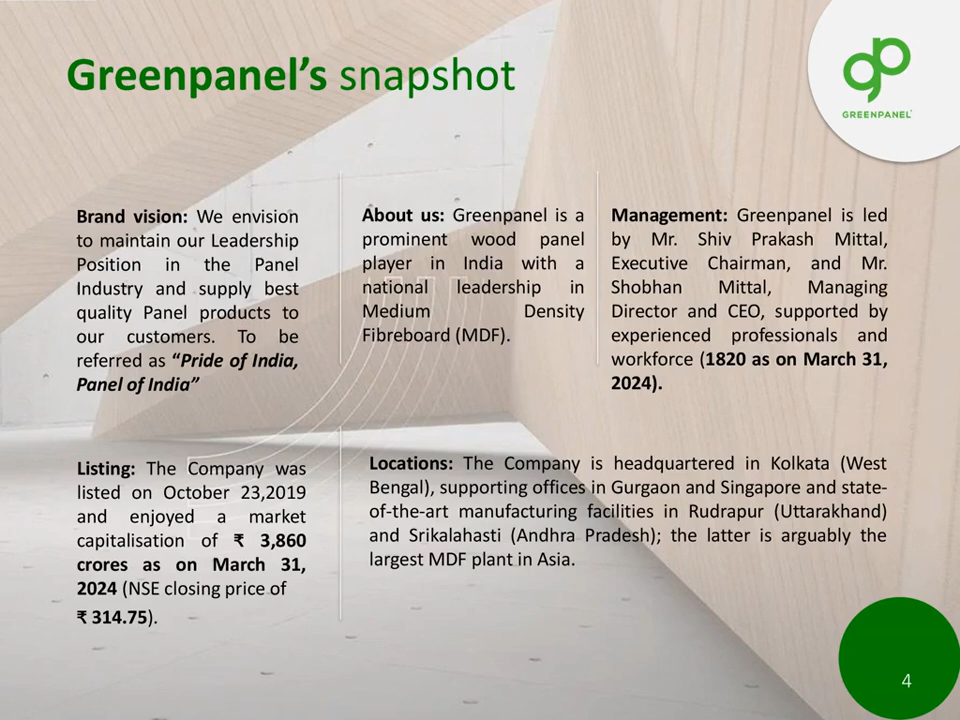 Greenpanel’s snapshot
GREENPANEL
Brand vision: We envision
to maintain our Leadership
Position in the Panel
Industry and supply best
quality Panel products to
our customers. To be
referred as “Pride of India,
Panel of India”
About us: Greenpanel is a
prominent wood panel
player in India with a
national leadership in
Medium Density
Fibreboard (MDF).
Management: Greenpanel is led
by Mr. Shiv Prakash Mittal,
Executive Chairman, and Mr.
Shobhan Mittal, Managing
Director and CEO, supported by
experienced professionals and
workforce (1820 as on March 31,
2024).
Listing: The Company was
listed on October 23,2019
and enjoyed a market
capitalisation of ₹ 3,860
crores as on March 31,
2024 (NSE closing price of
₹ 314.75).
Locations: The Company is headquartered in Kolkata (West
Bengal), supporting offices in Gurgaon and Singapore and state-
of-the-art manufacturing facilities in Rudrapur (Uttarakhand)
and Srikalahasti (Andhra Pradesh); the latter is arguably the
largest MDF plant in Asia.
4